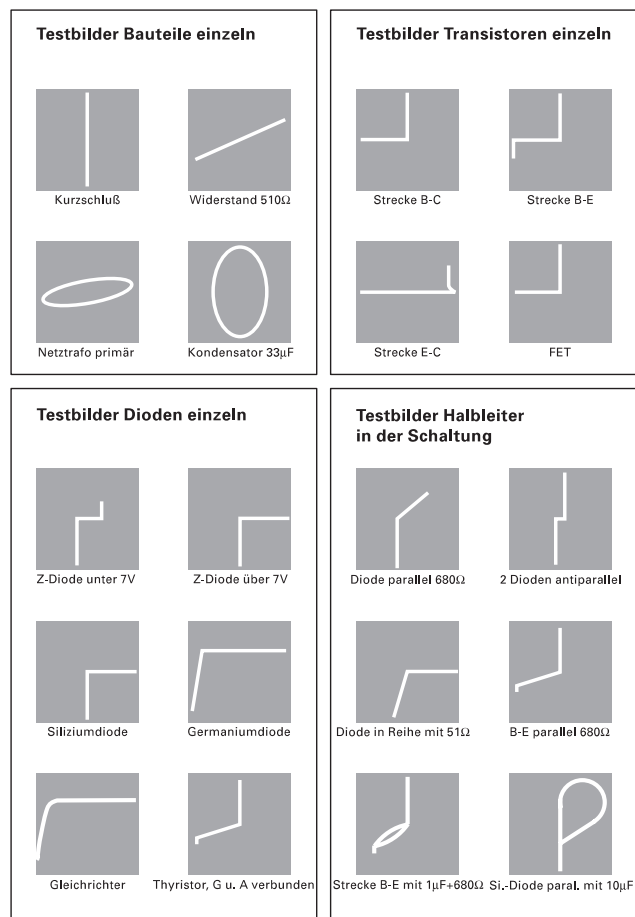 Testbilder Bauteile einzeln
Kurzschluß
Widerstand 510Ω
Netztrafo primär
Kondensator 33µF
Testbilder Transistoren einzeln
Strecke B-C
Strecke B-E
Strecke E-C
FET
Testbilder Dioden einzeln
Z-Diode unter 7V
Z-Diode über 7V
Siliziumdiode
Germaniumdiode
Gleichrichter
Thyristor, G u. A verbunden
Testbilder Halbleiter
in der Schaltung
Diode parallel 680Ω
2 Dioden antiparallel
Diode in Reihe mit 51Ω
B-E parallel 680Ω
Strecke B-E mit 1µF+680Ω
Si.-Diode paral. mit 10µF